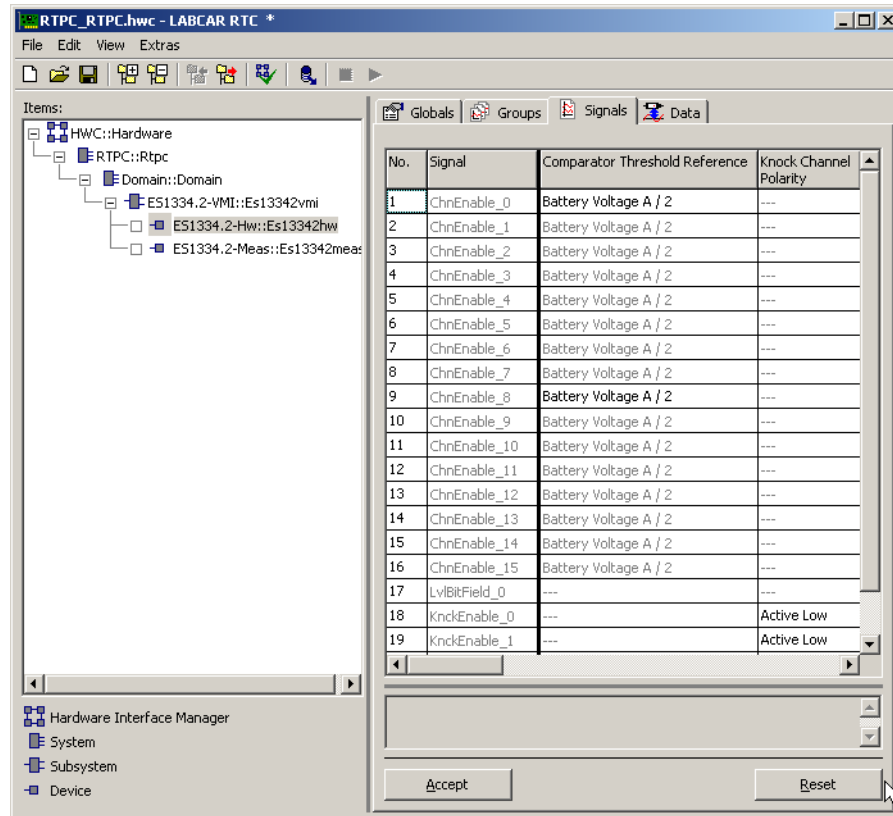 RTPC_RTPC.hwc - LABCAR RTC *
File Edit View Extras
Items:
HWC::Hardware
RTPC::Rtpc
Domain::Domain
ES1334.2-VMI::Es13342vmi
ES1334.2-Hw::Es13342hw
ES1334.2-Meas::Es13342meas
Hardware Interface Manager
System
Subsystem
Device
Globals Groups Signals Data
No. Signal Comparator Threshold Reference Knock Channel Polarity
1 ChnEnable_0 Battery Voltage A / 2 ---
2 ChnEnable_1 Battery Voltage A / 2 ---
3 ChnEnable_2 Battery Voltage A / 2 ---
4 ChnEnable_3 Battery Voltage A / 2 ---
5 ChnEnable_4 Battery Voltage A / 2 ---
6 ChnEnable_5 Battery Voltage A / 2 ---
7 ChnEnable_6 Battery Voltage A / 2 ---
8 ChnEnable_7 Battery Voltage A / 2 ---
9 ChnEnable_8 Battery Voltage A / 2 ---
10 ChnEnable_9 Battery Voltage A / 2 ---
11 ChnEnable_10 Battery Voltage A / 2 ---
12 ChnEnable_11 Battery Voltage A / 2 ---
13 ChnEnable_12 Battery Voltage A / 2 ---
14 ChnEnable_13 Battery Voltage A / 2 ---
15 ChnEnable_14 Battery Voltage A / 2 ---
16 ChnEnable_15 Battery Voltage A / 2 ---
17 LvlBitField_0 --- ---
18 KnckEnable_0 --- Active Low
19 KnckEnable_1 --- Active Low
Accept Reset